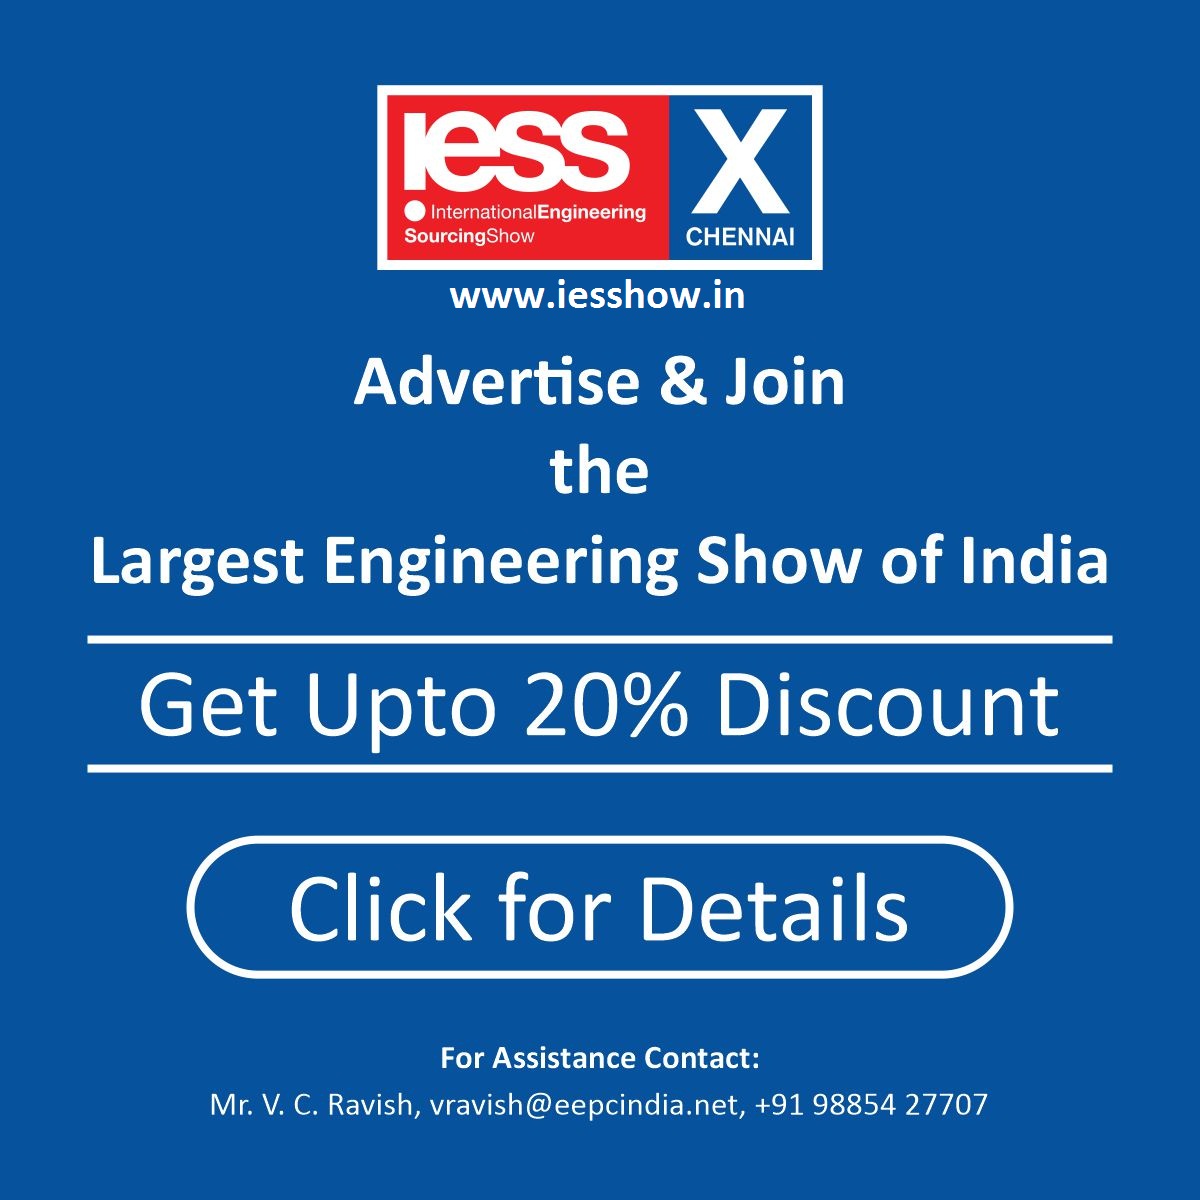 iess
InternationalEngineering
SourcingShow
X
CHENNAI
www.iesshow.in
Advertise & Join
the
Largest Engineering Show of India
Get Upto 20% Discount
Click for Details
For Assistance Contact:
Mr. V. C. Ravish, vravish@eepcindia.net, +91 98854 27707